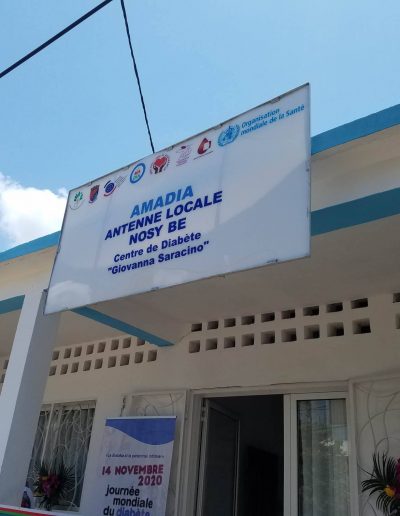 Organisation
mondiale de la Santé
AMADIA
ANTENNE LOCALE
NOSY BE
Centre de Diabète
"Giovanna Saracino"
14 NOVEMBRE
2020
journée
mondiale
du diabète